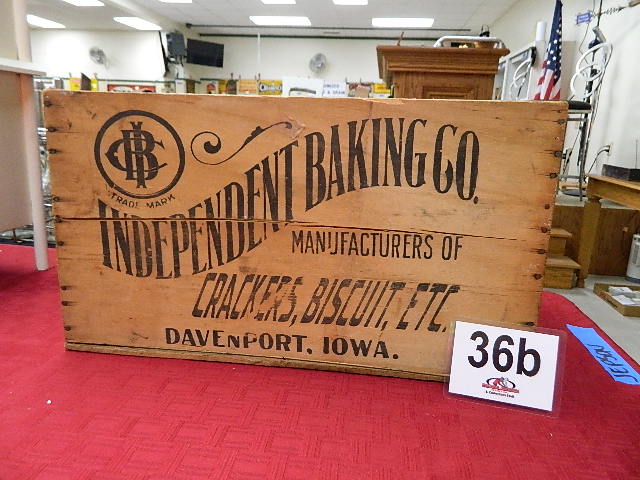 IBC
TRADE MARK
INDEPENDENT BAKING CO.
MANUFACTURERS OF
CRACKERS, BISCUIT, ETC.
DAVENPORT, IOWA.
36b